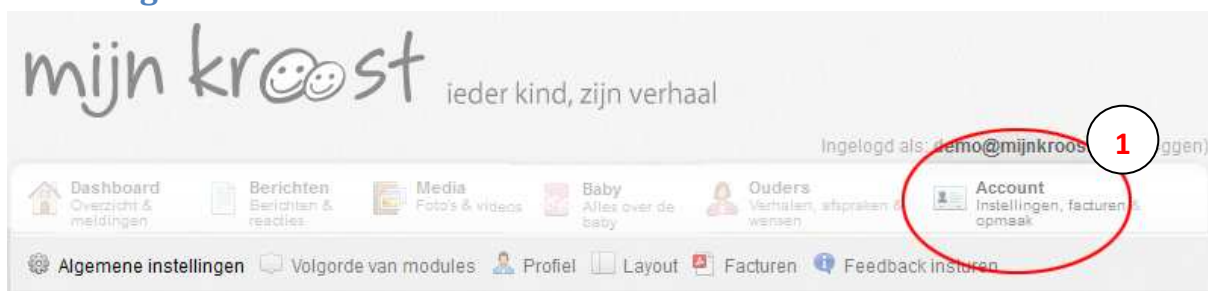 mijn kroost ieder kind, zijn verhaal
1
Ingelogd als: demo@mijnkroos ggen)
Dashboard Berichten Media Baby Ouders Account
Overzicht & Berichten & Foto's & videos Alles over de Verhalen, afspraken & Instellingen, facturen &
meldingen reacties baby wensen opmaak
Algemene instellingen Volgorde van modules Profiel Layout Facturen Feedback insturen